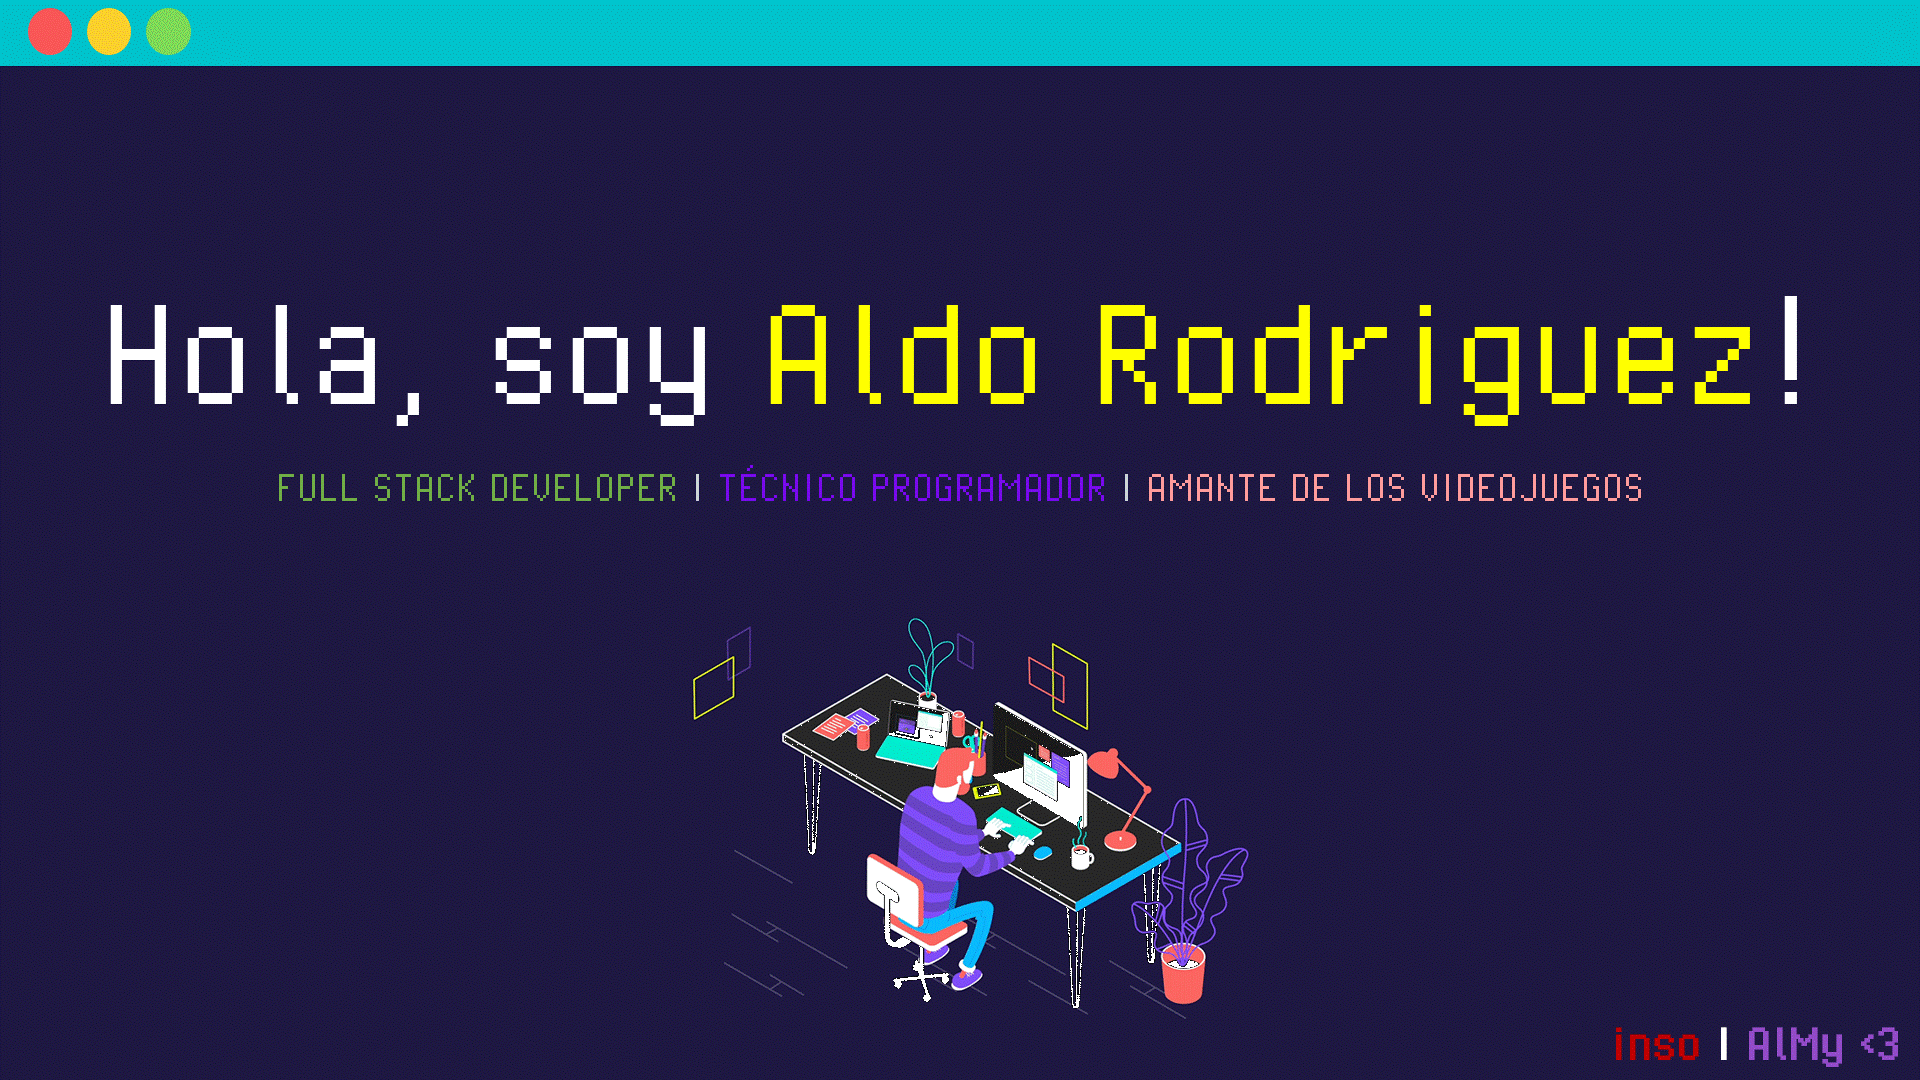 Hola, soy Aldo Rodriguez!
FULL STACK DEVELOPER | TÉCNICO PROGRAMADOR | AMANTE DE LOS VIDEOJUEGOS
inso | AlMy <3